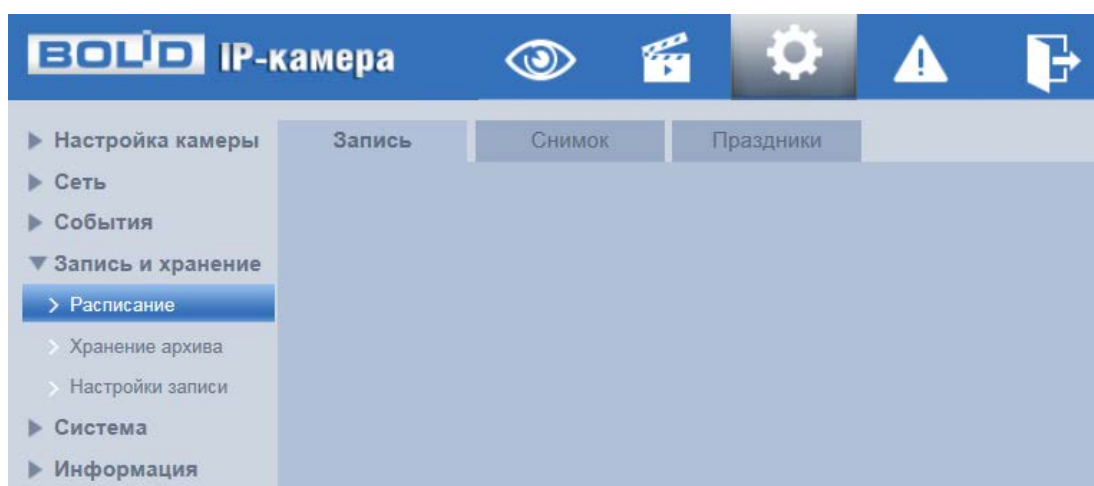 BOLID IP-камера
Настройка камеры
Сеть
События
Запись и хранение
Расписание
Хранение архива
Настройки записи
Система
Информация
Запись Снимок Праздники